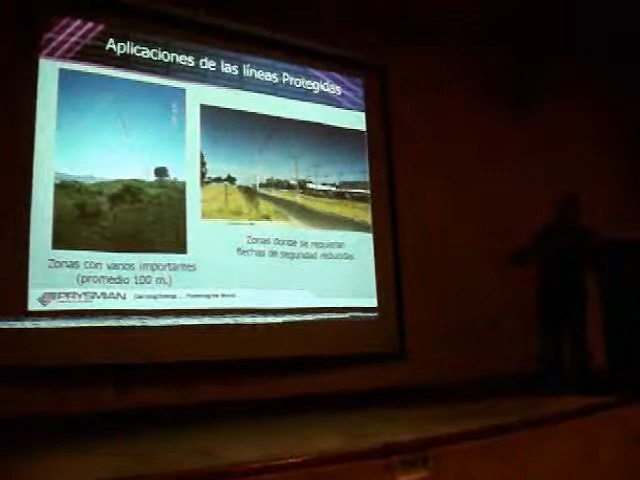 Aplicaciones de las líneas Protegidas
Zonas con vanos importantes
(promedio 100 m.)
Zonas donde se requieran
flechas de seguridad reducidas
PRYSMIAN